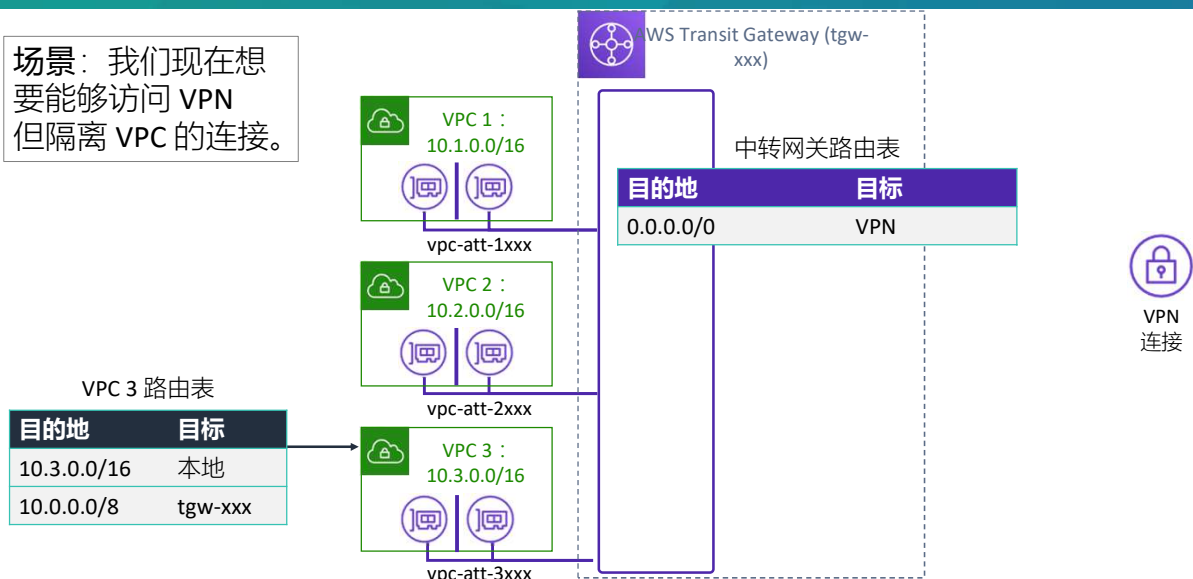 场景：我们现在想
要能够访问 VPN
但隔离 VPC 的连接。
AWS Transit Gateway (tgw-
xxx)
VPC 1：
10.1.0.0/16
vpc-att-1xxx
中转网关路由表
目的地 目标
0.0.0.0/0 VPN
VPC 2：
10.2.0.0/16
vpc-att-2xxx
VPN
连接
VPC 3 路由表
目的地 目标
10.3.0.0/16 本地
10.0.0.0/8 tgw-xxx
VPC 3：
10.3.0.0/16
vpc-att-3xxx